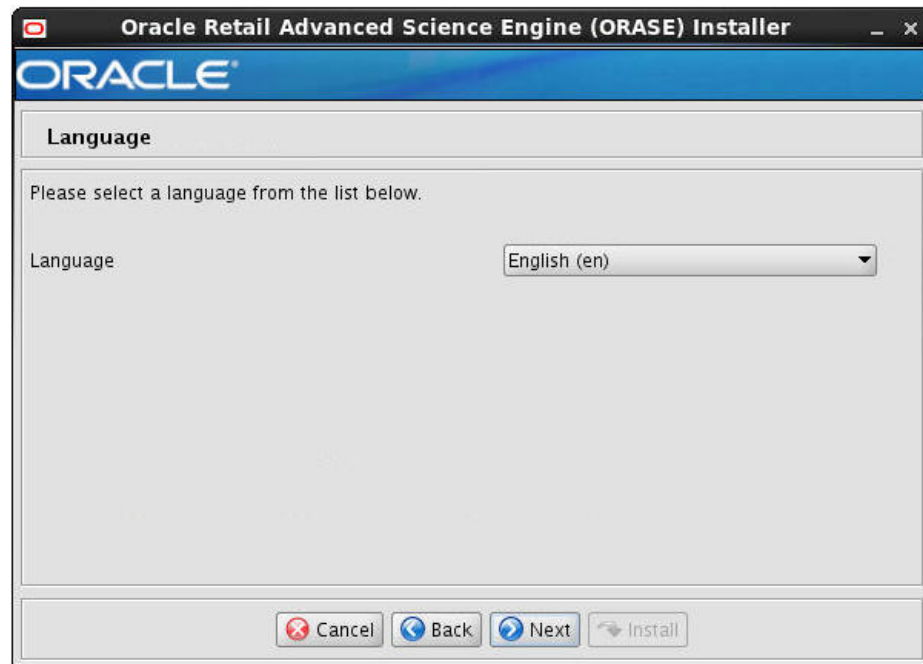 Oracle Retail Advanced Science Engine (ORASE) Installer
ORACLE®
Language
Please select a language from the list below.
Language English (en)
Cancel Back Next Install